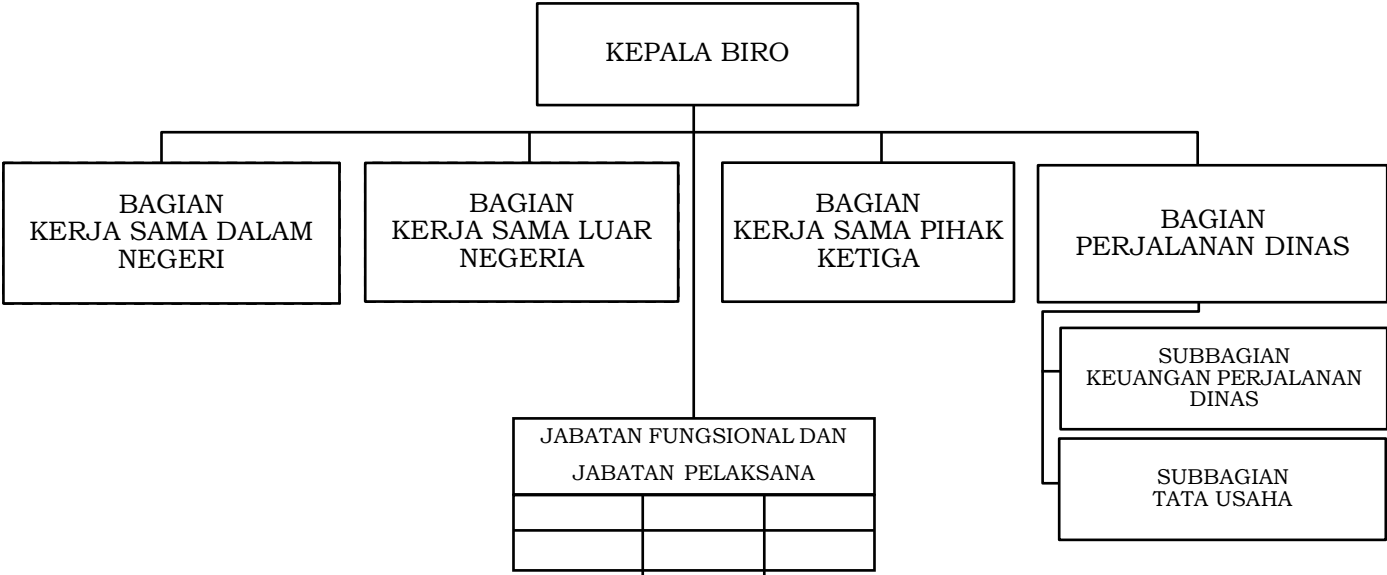 KEPALA BIRO
BAGIAN
KERJA SAMA DALAM
NEGERI
BAGIAN
KERJA SAMA LUAR
NEGERIA
BAGIAN
KERJA SAMA PIHAK
KETIGA
BAGIAN
PERJALANAN DINAS
SUBBAGIAN
KEUANGAN PERJALANAN
DINAS
SUBBAGIAN
TATA USAHA
JABATAN FUNGSIONAL DAN
JABATAN PELAKSANA